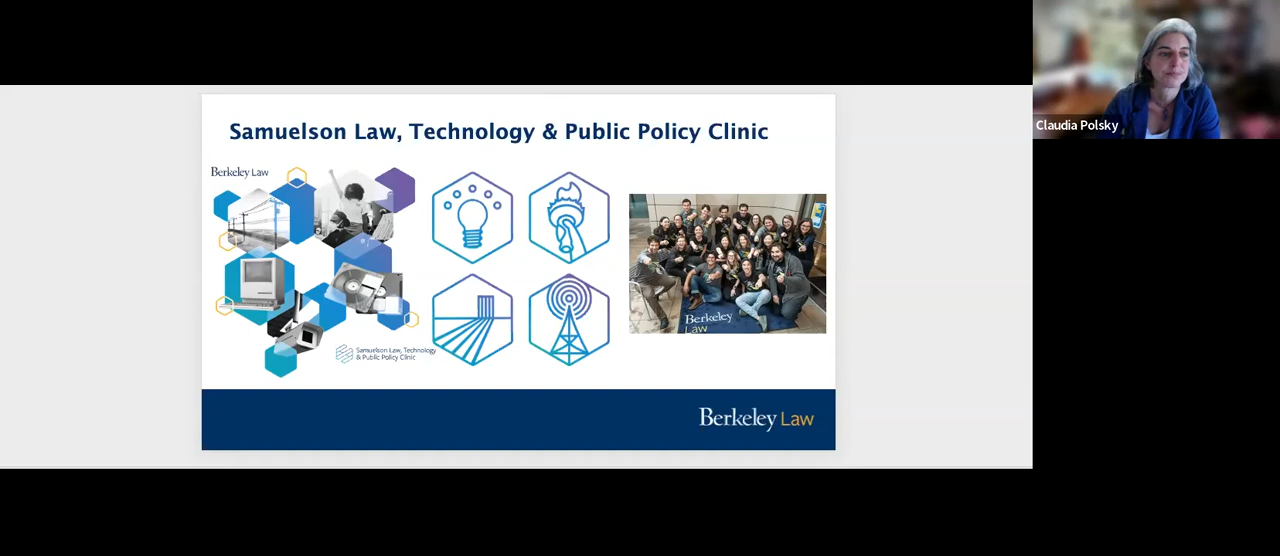 Samuelson Law, Technology & Public Policy Clinic
Berkeley Law
Samuelson Law, Technology
& Public Policy Clinic
Berkeley
Law
Berkeley Law
Claudia Polsky